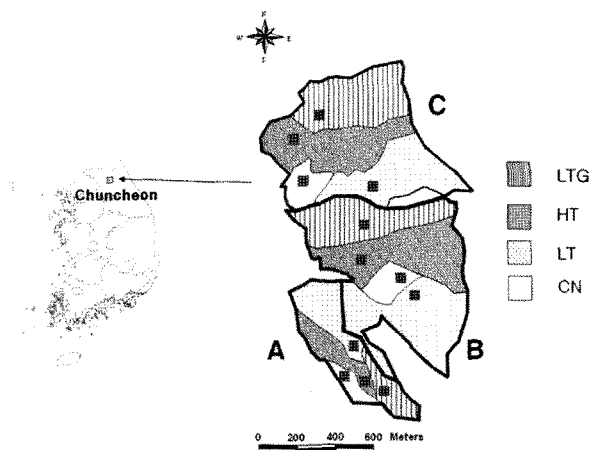 N
W E
S
C
Chuncheon
LTG
HT
LT
CN
A
B
0 200 400 600 Meters